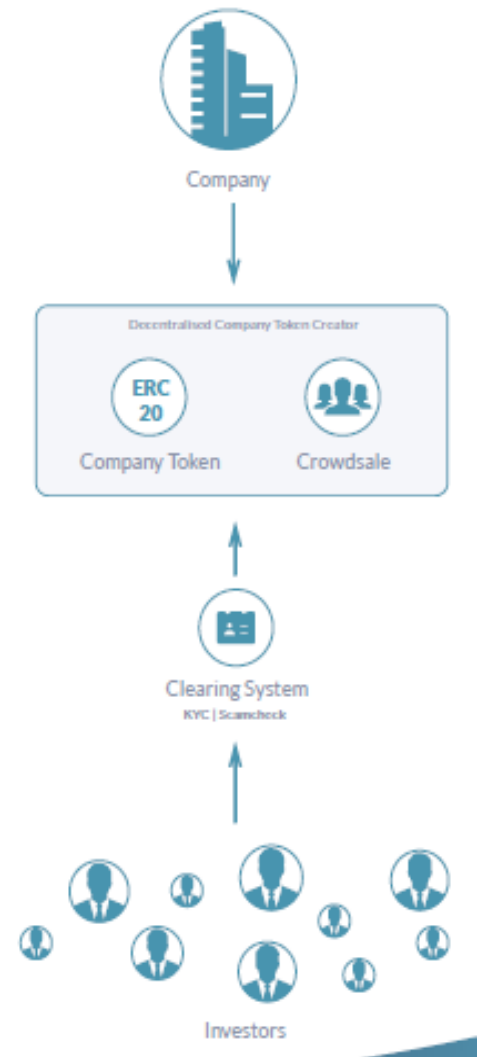 Company
Decentralised Company Token Creator
ERC
20
Company Token
Crowdsale
Clearing System
KYC | Scamcheck
Investors